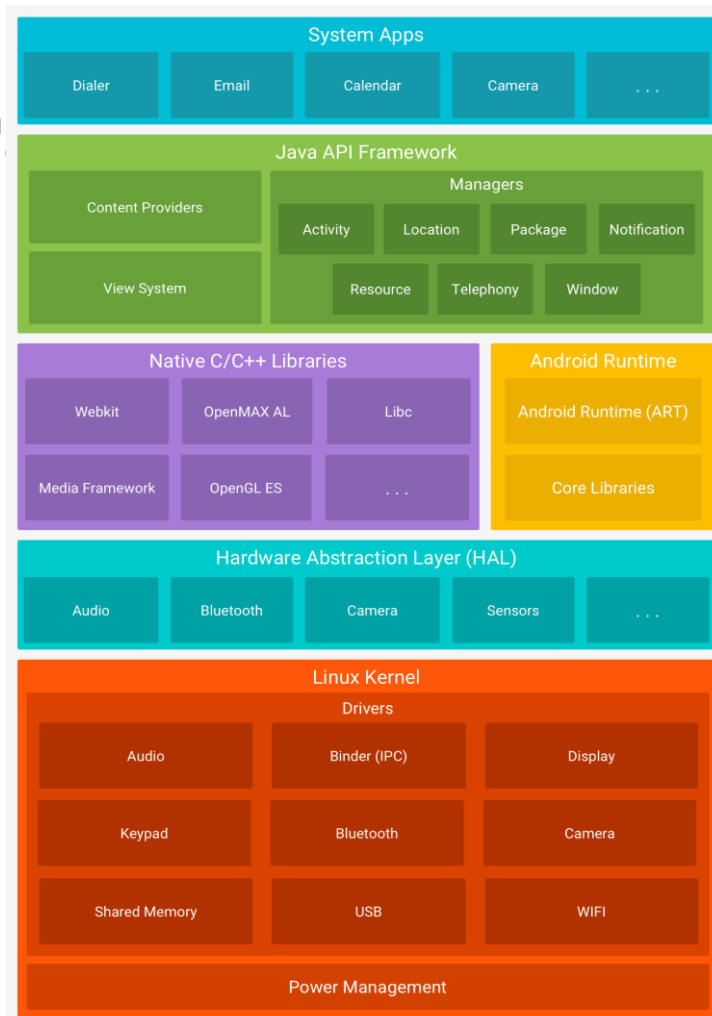 System Apps
Dialer
Email
Calendar
Camera
. . .
Java API Framework
Content Providers
View System
Managers
Activity
Location
Package
Notification
Resource
Telephony
Window
Native C/C++ Libraries
Webkit
OpenMAX AL
Libc
Media Framework
OpenGL ES
. . .
Android Runtime
Android Runtime (ART)
Core Libraries
Hardware Abstraction Layer (HAL)
Audio
Bluetooth
Camera
Sensors
. . .
Linux Kernel
Drivers
Audio
Binder (IPC)
Display
Keypad
Bluetooth
Camera
Shared Memory
USB
WIFI
Power Management